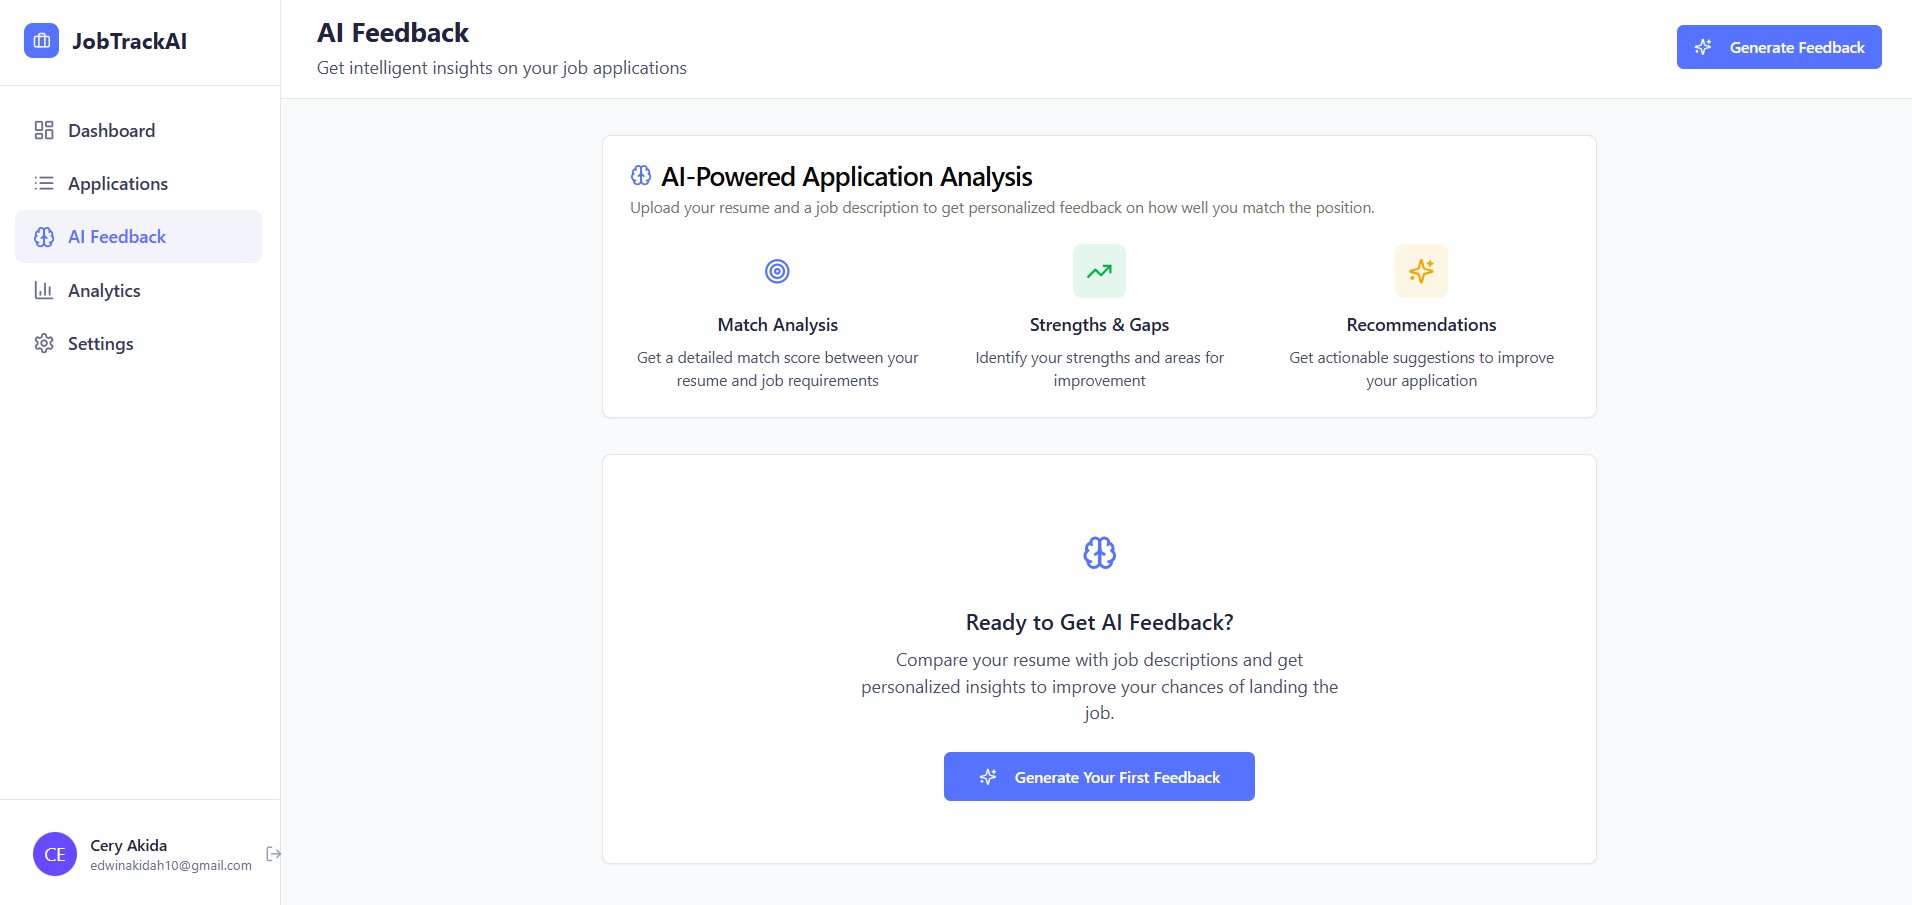 JobTrackAI
Dashboard
Applications
AI Feedback
Analytics
Settings
CE
Cery Akida
edwinakidah10@gmail.com
AI Feedback
Get intelligent insights on your job applications
Generate Feedback
AI-Powered Application Analysis
Upload your resume and a job description to get personalized feedback on how well you match the position.
Match Analysis
Get a detailed match score between your
resume and job requirements
Strengths & Gaps
Identify your strengths and areas for
improvement
Recommendations
Get actionable suggestions to improve
your application
Ready to Get AI Feedback?
Compare your resume with job descriptions and get
personalized insights to improve your chances of landing the
job.
Generate Your First Feedback